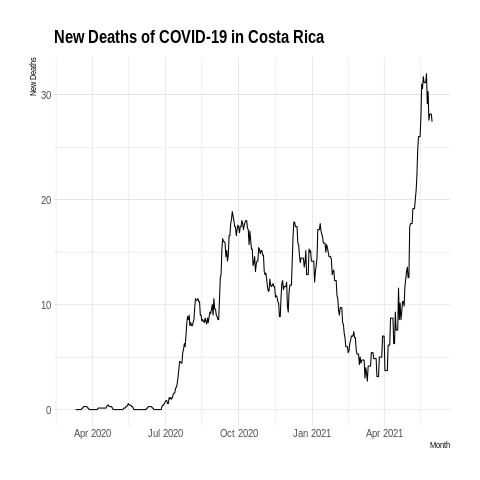 New Deaths of COVID-19 in Costa Rica
New Deaths
30
20
10
0
Apr 2020 Jul 2020 Oct 2020 Jan 2021 Apr 2021
Month